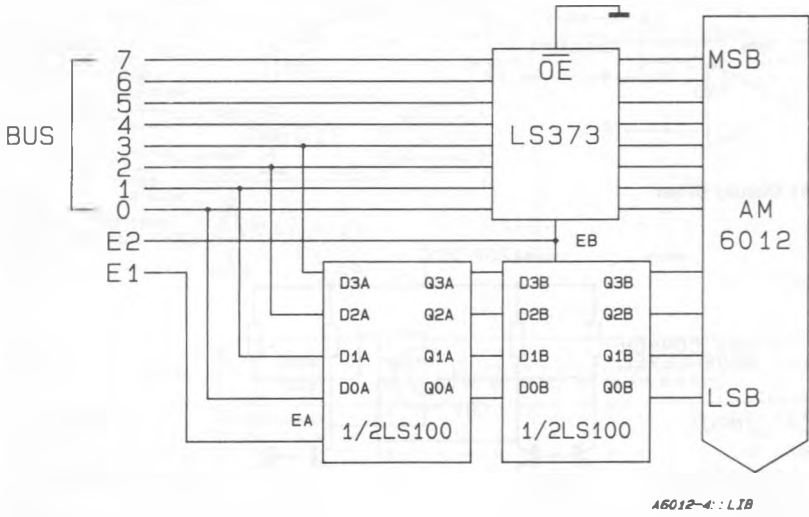 7
6
5
4
3
2
1
0
BUS
E2
E1
OE
LS373
MSB
AM
6012
LSB
EB
D3A Q3A
D2A Q2A
D1A Q1A
D0A Q0A
EA
1/2LS100
D3B Q3B
D2B Q2B
D1B Q1B
D0B Q0B
1/2LS100
A6012-4::LIB